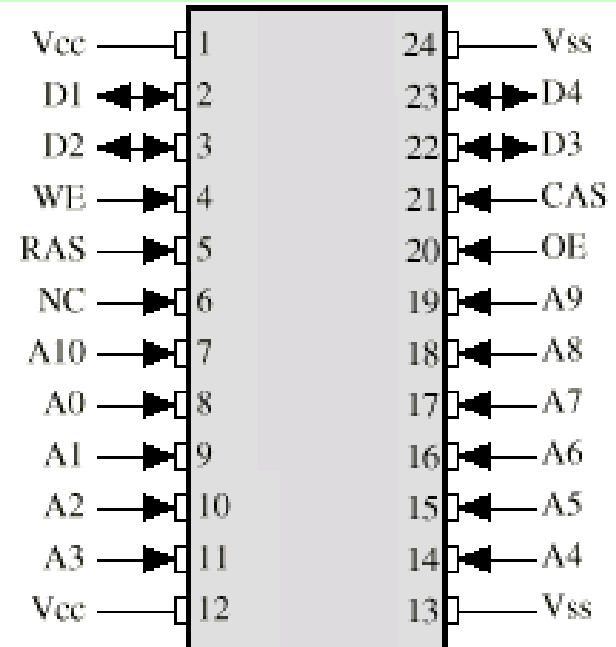 Vcc 1 24 Vss
D1 2 23 D4
D2 3 22 D3
WE 4 21 CAS
RAS 5 20 OE
NC 6 19 A9
A10 7 18 A8
A0 8 17 A7
A1 9 16 A6
A2 10 15 A5
A3 11 14 A4
Vcc 12 13 Vss